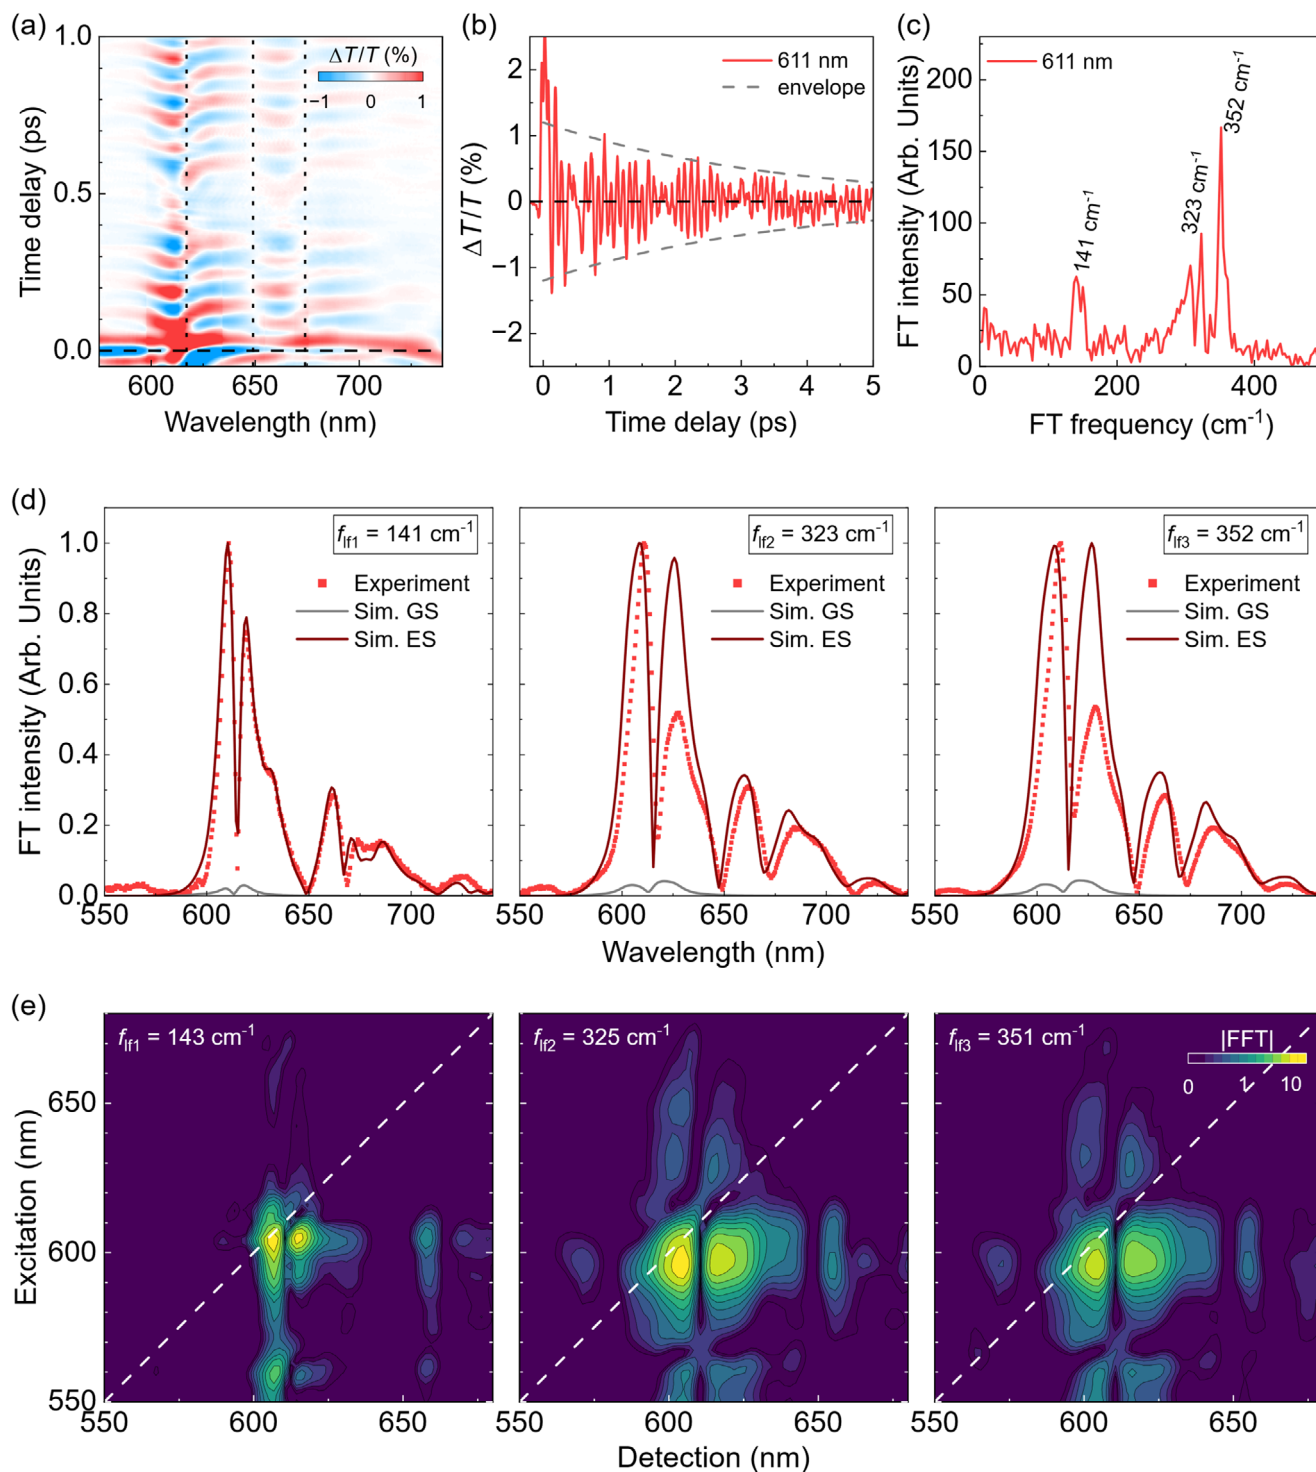 (a)
1.0
0.5
0.0
Time delay (ps)
ΔT/T (%)
−1 0 1
600 650 700
Wavelength (nm)
(b)
2
1
0
−1
−2
ΔT/T (%)
611 nm
envelope
0 1 2 3 4 5
Time delay (ps)
(c)
200
150
100
50
0
FT intensity (Arb. Units)
611 nm
141 cm⁻¹
323 cm⁻¹
352 cm⁻¹
0 200 400
FT frequency (cm⁻¹)
(d)
1.0
0.8
0.6
0.4
0.2
0.0
FT intensity (Arb. Units)
f_lf1 = 141 cm⁻¹
Experiment
Sim. GS
Sim. ES
550 600 650 700
f_lf2 = 323 cm⁻¹
Experiment
Sim. GS
Sim. ES
550 600 650 700
f_lf3 = 352 cm⁻¹
Experiment
Sim. GS
Sim. ES
550 600 650 700
Wavelength (nm)
(e)
650
600
550
Excitation (nm)
f_lf1 = 143 cm⁻¹
550 600 650
f_lf2 = 325 cm⁻¹
550 600 650
f_lf3 = 351 cm⁻¹
|FFT|
0 1 10
550 600 650
Detection (nm)